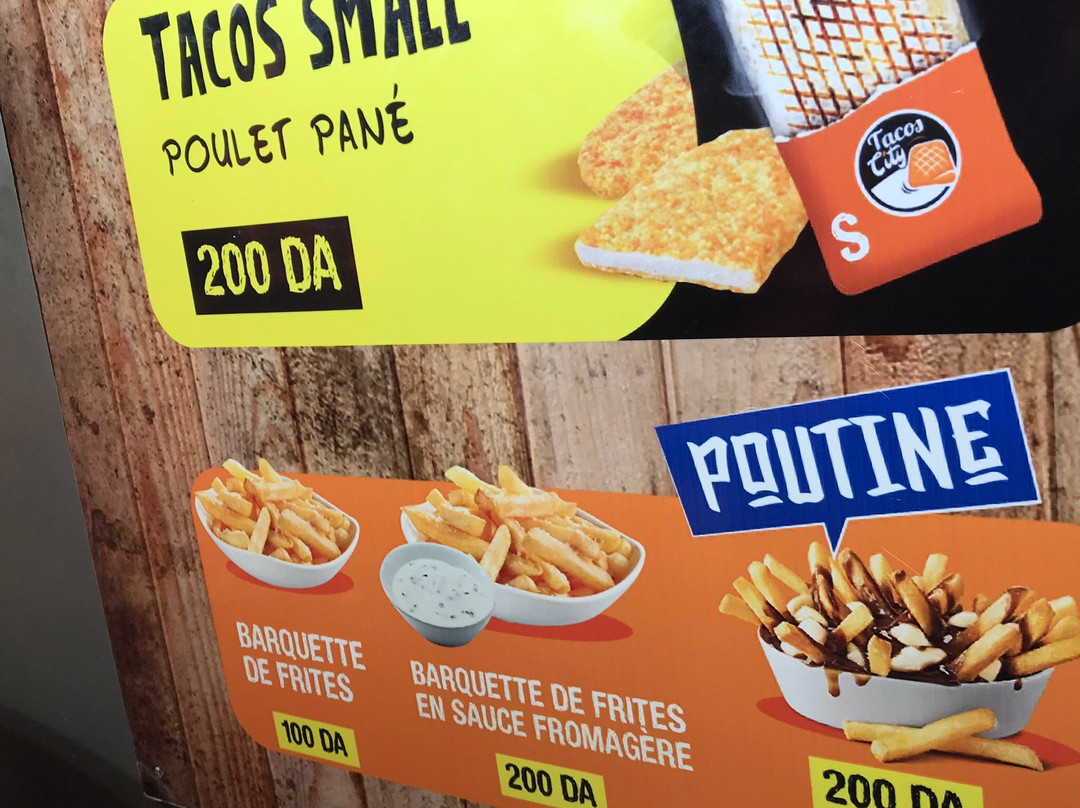 TACOS SMALL
POULET PANÉ
200 DA
Tacos
City
S
POUTINE
BARQUETTE
DE FRITES
100 DA
BARQUETTE DE FRITES
EN SAUCE FROMAGÈRE
200 DA
200 DA